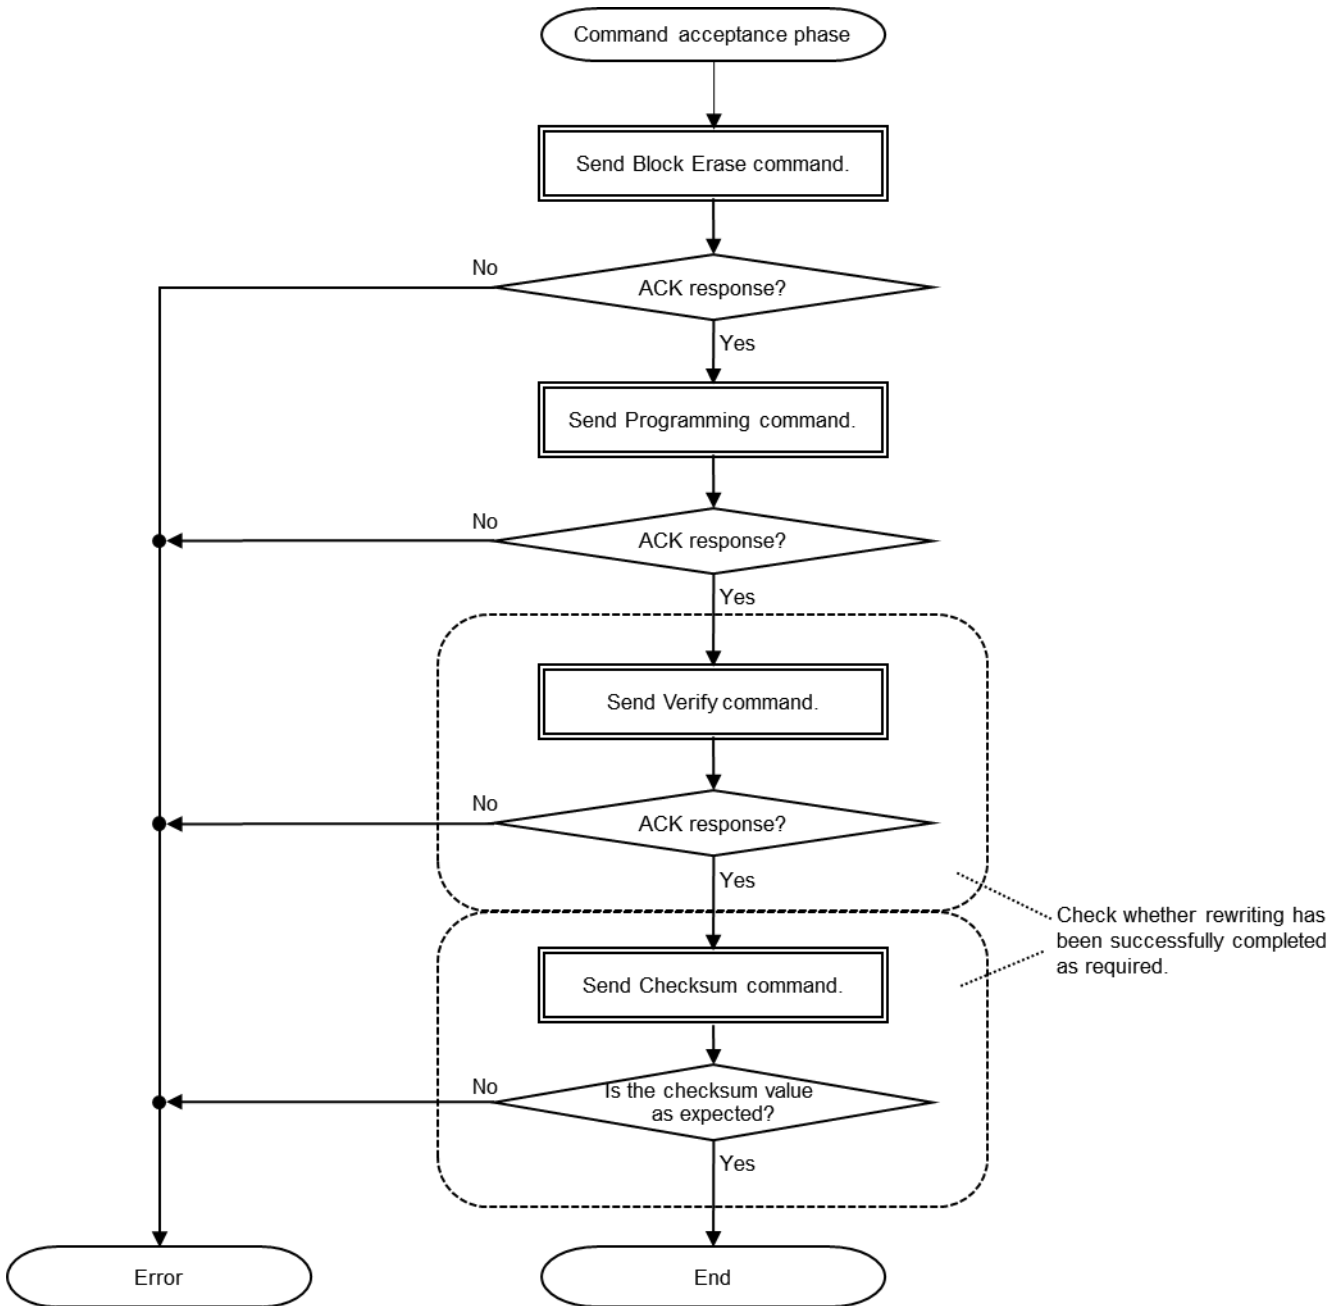 Command acceptance phase
Send Block Erase command.
No
ACK response?
Yes
Send Programming command.
No
ACK response?
Yes
Send Verify command.
No
ACK response?
Yes
Check whether rewriting has
been successfully completed
as required.
Send Checksum command.
No
Is the checksum value
as expected?
Yes
Error
End